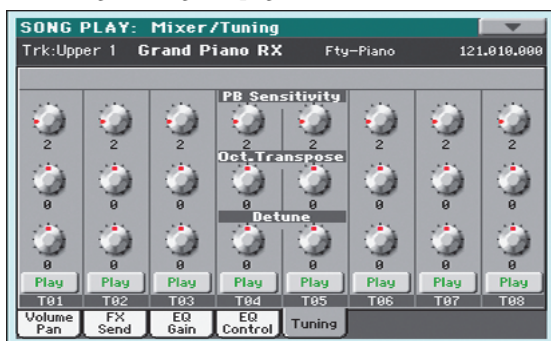 SONG PLAY: Mixer/Tuning
Trk:Upper 1 Grand Piano RX Fty-Piano 121.010.000
PB Sensitivity
2 2 2 2 2 2 2 2
Oct.Transpose
0 0 0 0 0 0 0 0
Detune
0 0 0 0 0 0 0 0
Play Play Play Play Play Play Play Play
T01 T02 T03 T04 T05 T06 T07 T08
Volume Pan FX Send EQ Gain EQ Control Tuning